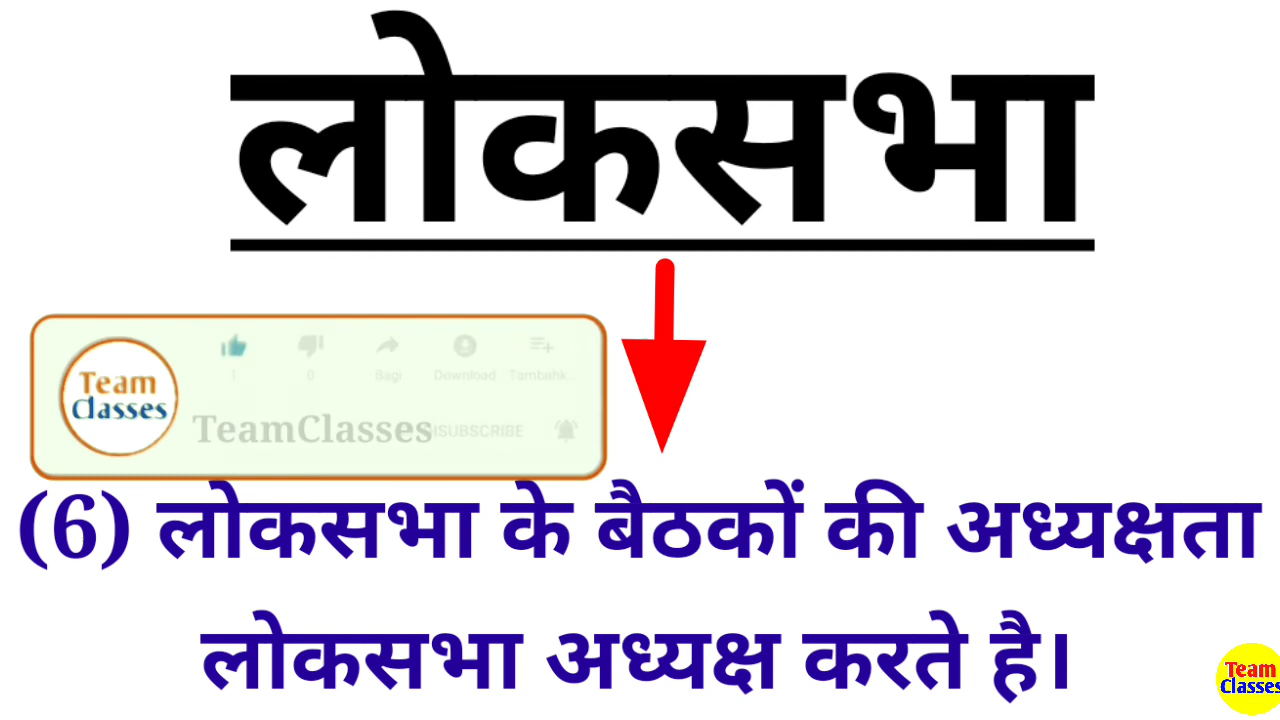 लोकसभा
Team
Classes
1
0
Bagi
Download
Tambahk...
TeamClasses
SUBSCRIBE
(6) लोकसभा के बैठकों की अध्यक्षता
लोकसभा अध्यक्ष करते है।
Team
Classes